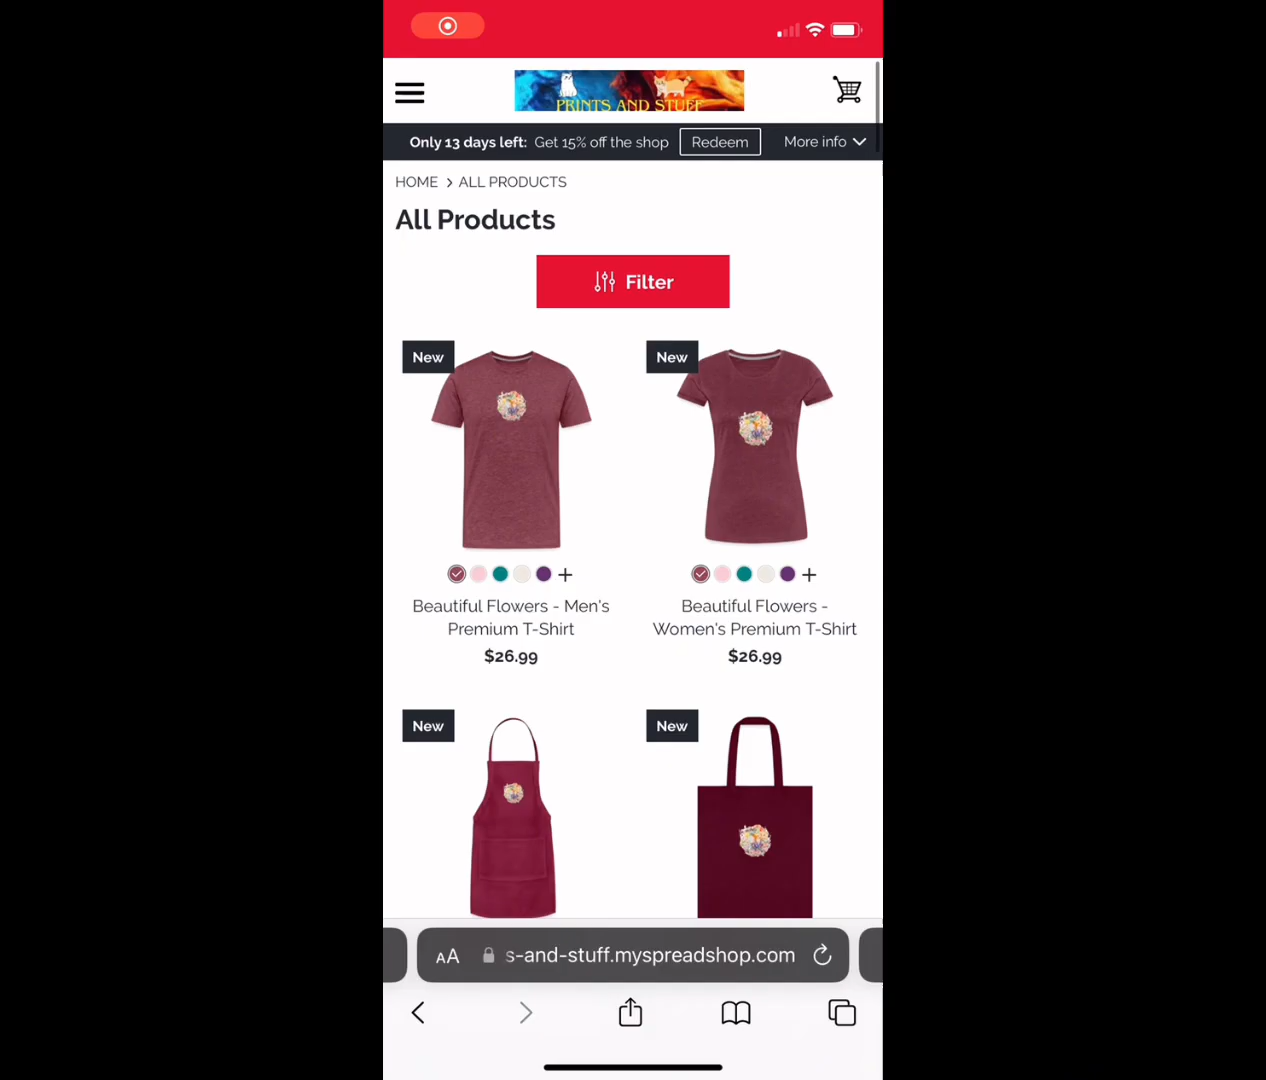 PRINTS AND STUFF
Only 13 days left: Get 15% off the shop Redeem More info
HOME > ALL PRODUCTS
All Products
Filter
New New
Beautiful Flowers - Men's
Premium T-Shirt
$26.99
Beautiful Flowers -
Women's Premium T-Shirt
$26.99
New New
AA s-and-stuff.myspreadshop.com